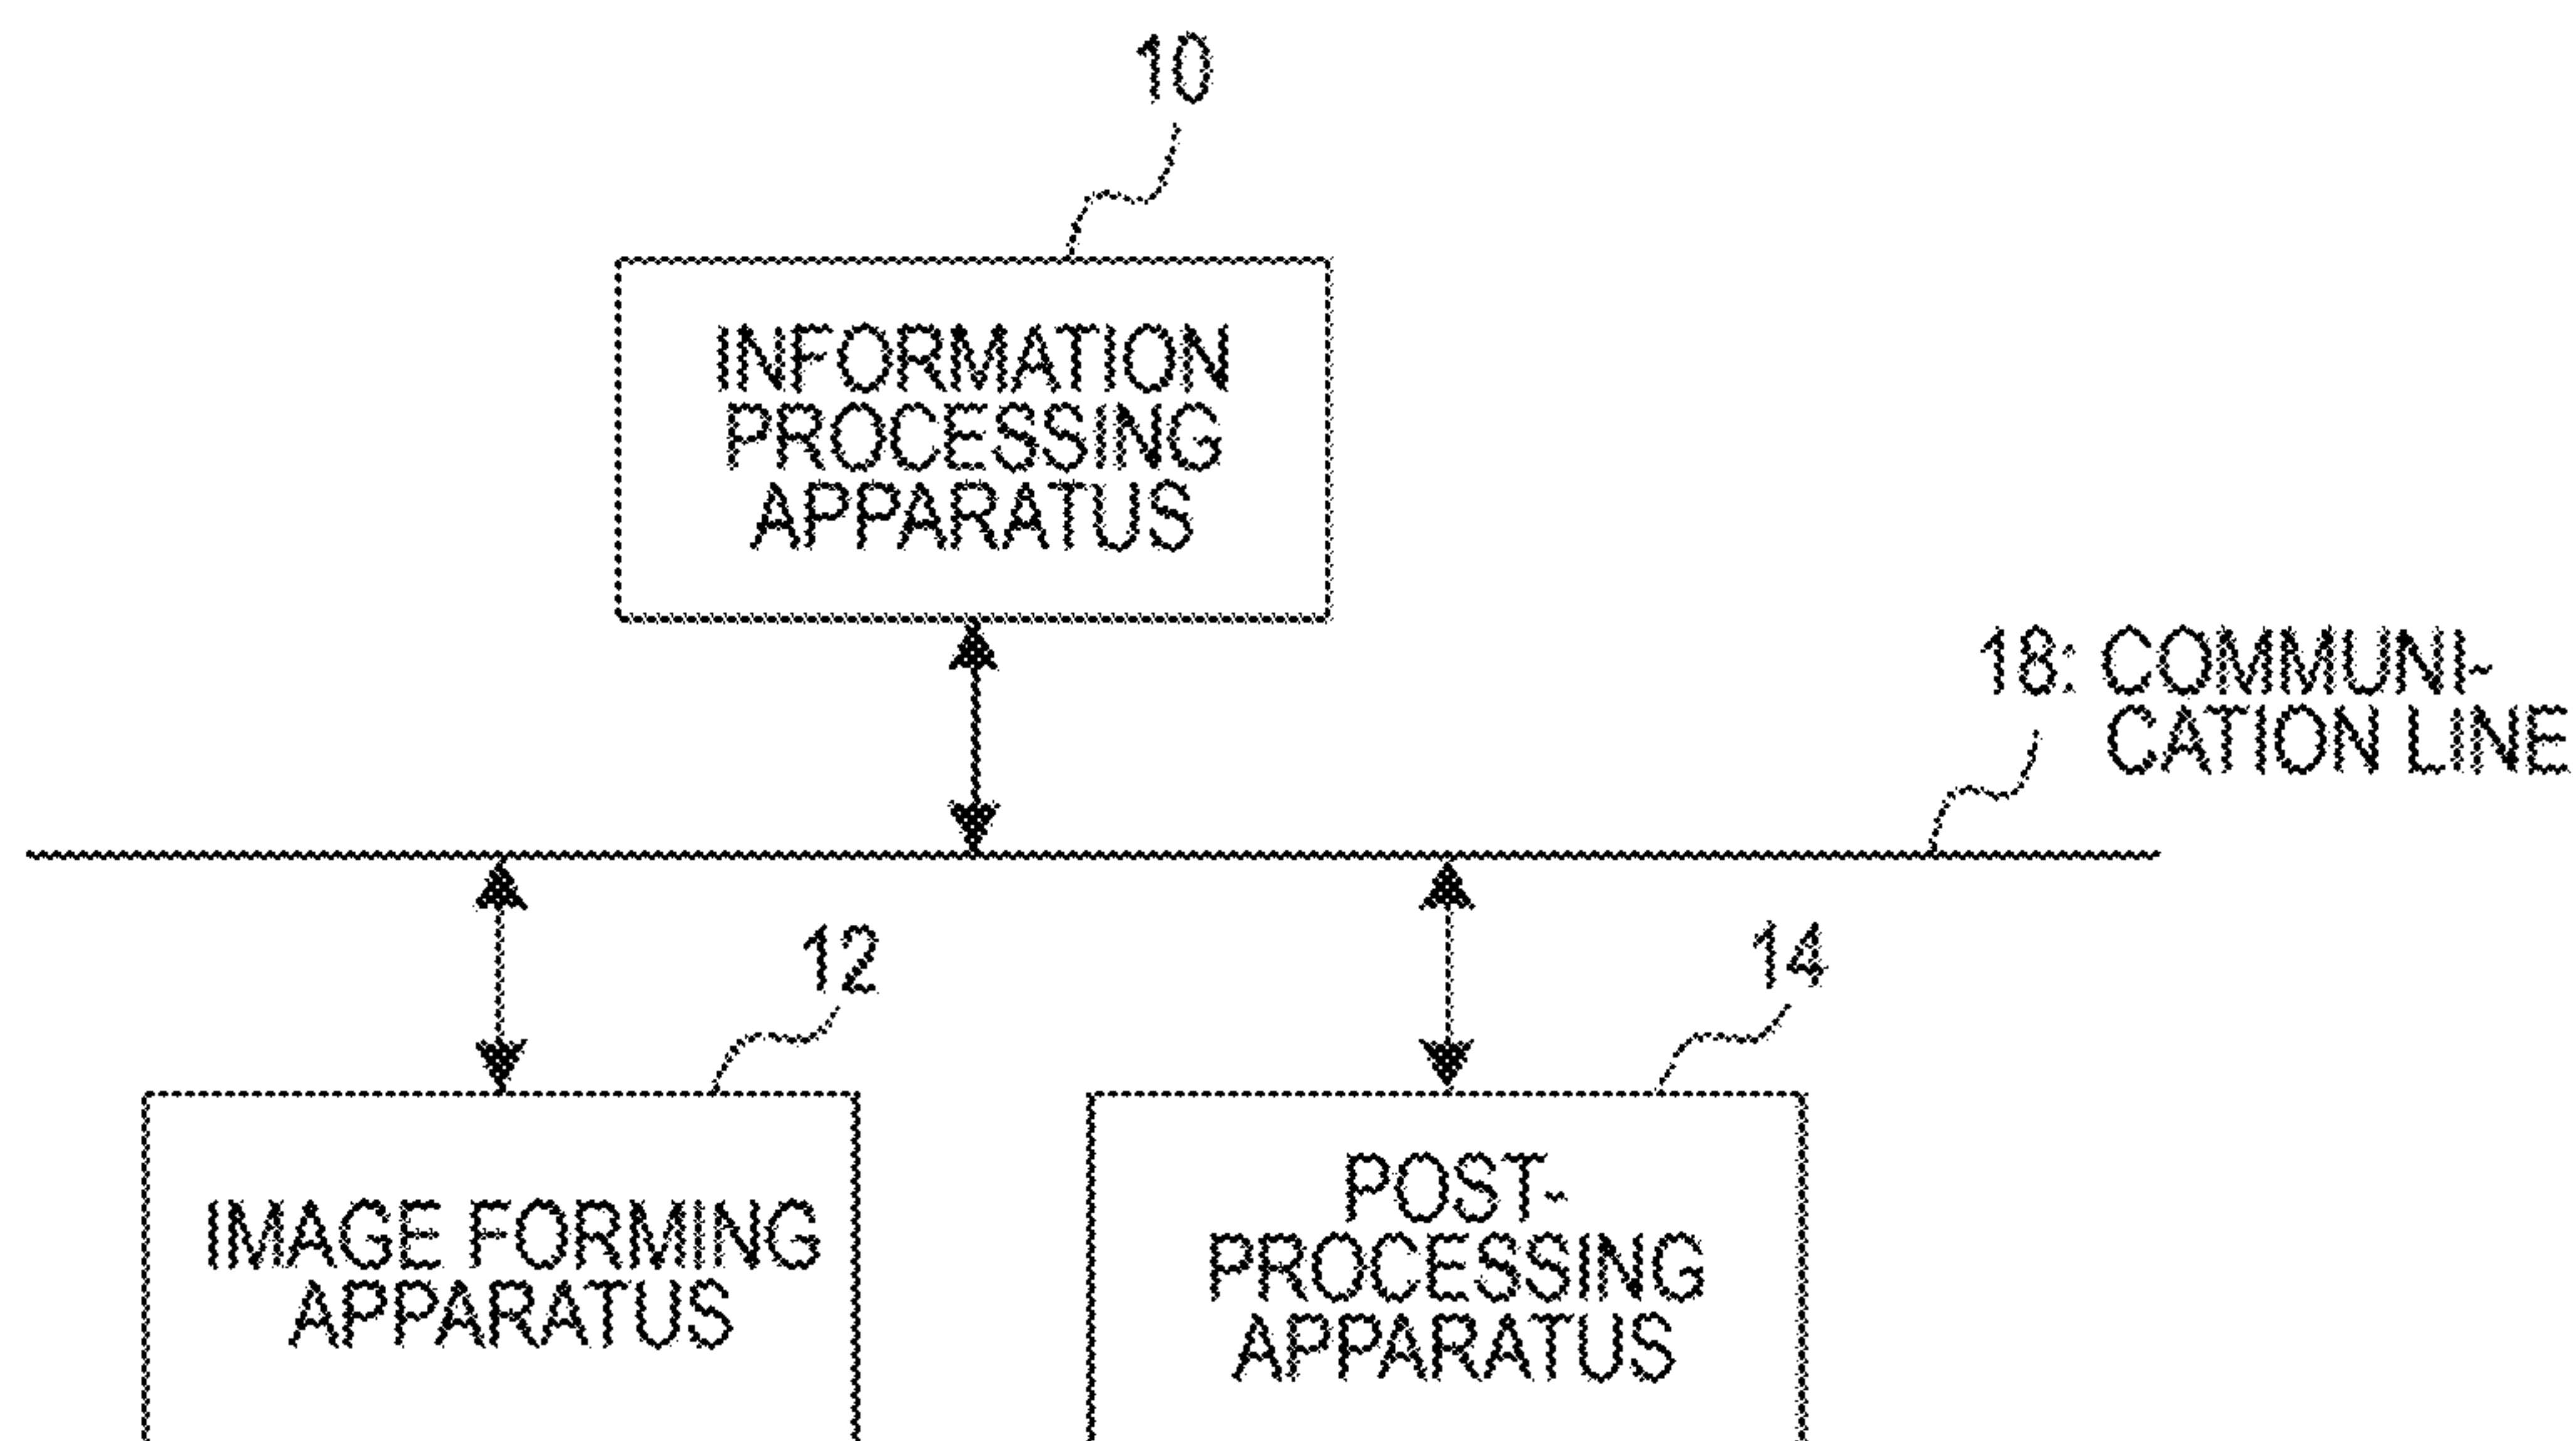 10
INFORMATION
PROCESSING
APPARATUS
18: COMMUNI-
CATION LINE
12
14
IMAGE FORMING
APPARATUS
POST-
PROCESSING
APPARATUS